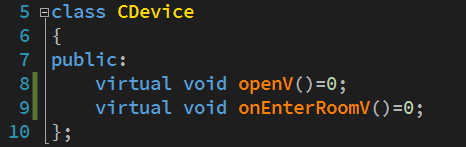 5 class CDevice
6 {
7 public:
8 virtual void openV()=0;
9 virtual void onEnterRoomV()=0;
10 };